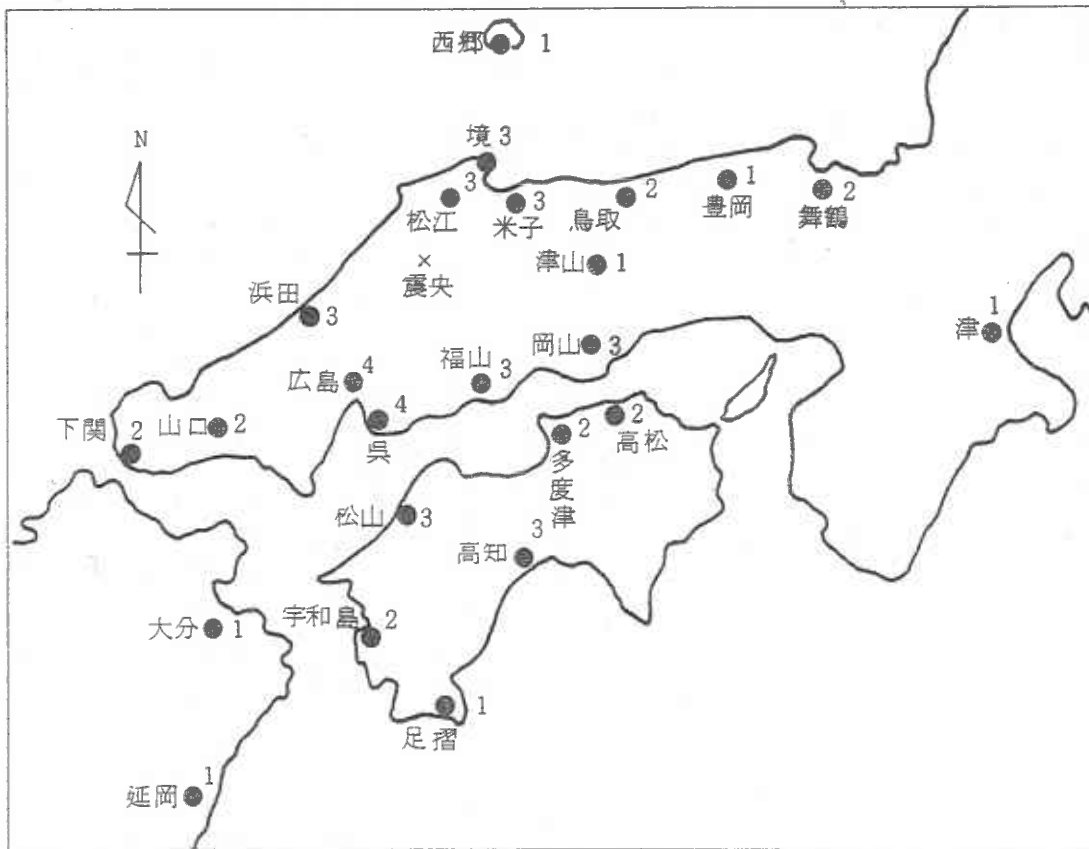 西郷 1
N
境 3
松江 3
米子 3
鳥取 2
豊岡 1
舞鶴 2
津山 1
×
震央
浜田 3
津 1
岡山 3
広島 4
福山 3
呉 4
下関 2
山口 2
高松 2
多度津 2
松山 3
高知 3
宇和島 2
大分 1
足摺 1
延岡 1